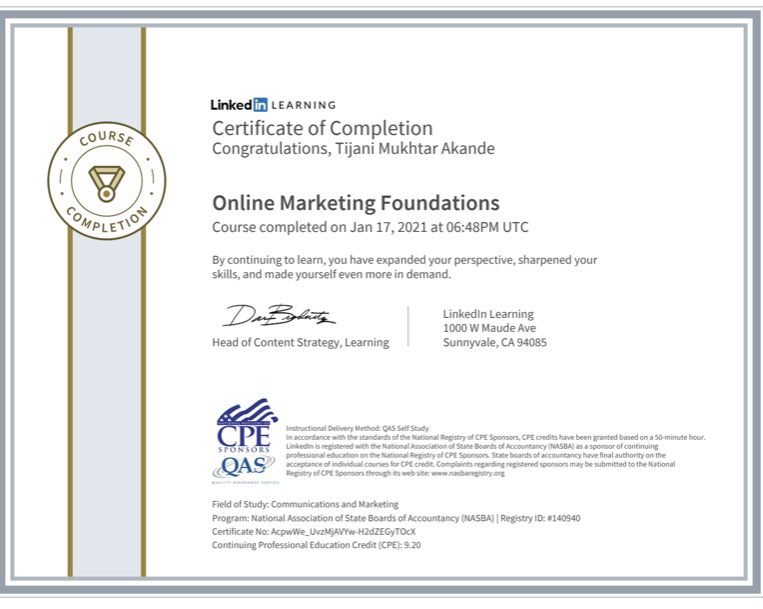 COURSE
COMPLETION
Linked in LEARNING
Certificate of Completion
Congratulations, Tijani Mukhtar Akande
Online Marketing Foundations
Course completed on Jan 17, 2021 at 06:48PM UTC
By continuing to learn, you have expanded your perspective, sharpened your
skills, and made yourself even more in demand.
Head of Content Strategy, Learning
LinkedIn Learning
1000 W Maude Ave
Sunnyvale, CA 94085
CPE
SPONSORS
QAS
QUALITY ASSURANCE SERVICE
Instructional Delivery Method: QAS Self Study
In accordance with the standards of the National Registry of CPE Sponsors, CPE credits have been granted based on a 50-minute hour.
LinkedIn is registered with the National Association of State Boards of Accountancy (NASBA) as a sponsor of continuing
professional education on the National Registry of CPE Sponsors. State boards of accountancy have final authority on the
acceptance of individual courses for CPE credit. Complaints regarding registered sponsors may be submitted to the National
Registry of CPE Sponsors through its web site: www.nasbaregistry.org
Field of Study: Communications and Marketing
Program: National Association of State Boards of Accountancy (NASBA) | Registry ID: #140940
Certificate No: AcpwWe_UvzMjAVYw-H2dZEGyTOcX
Continuing Professional Education Credit (CPE): 9.20